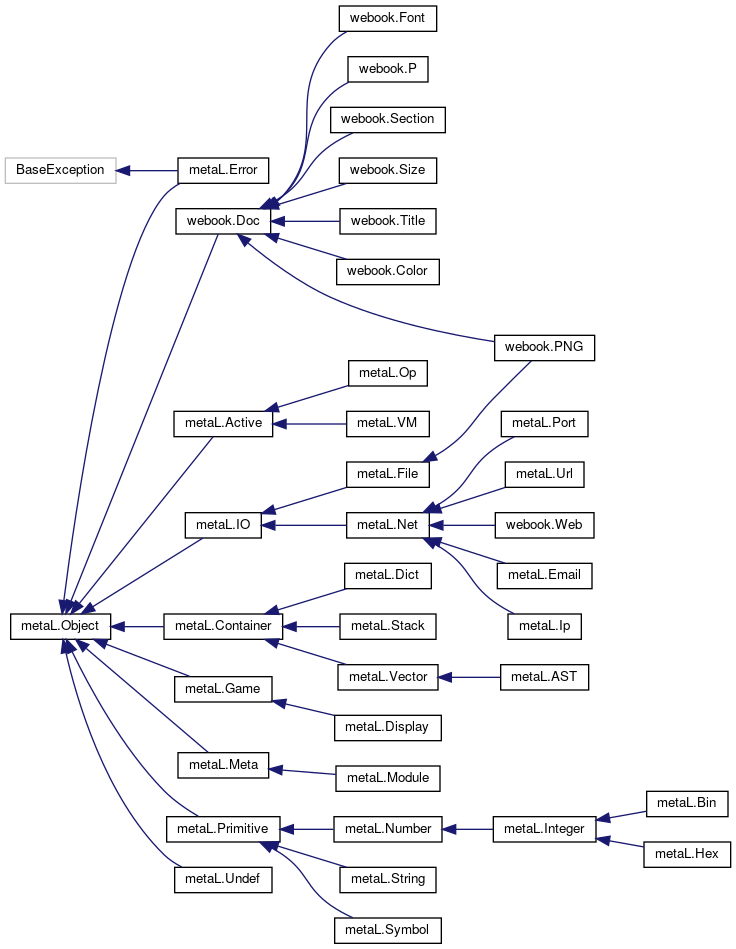 webook.Font
webook.P
webook.Section
BaseException
metaL.Error
webook.Size
webook.Doc
webook.Title
webook.Color
webook.PNG
metaL.Op
metaL.Active
metaL.VM
metaL.Port
metaL.File
metaL.Url
metaL.IO
metaL.Net
webook.Web
metaL.Dict
metaL.Email
metaL.Object
metaL.Container
metaL.Stack
metaL.Ip
metaL.Vector
metaL.AST
metaL.Game
metaL.Display
metaL.Meta
metaL.Module
metaL.Bin
metaL.Primitive
metaL.Number
metaL.Integer
metaL.Hex
metaL.Undef
metaL.String
metaL.Symbol